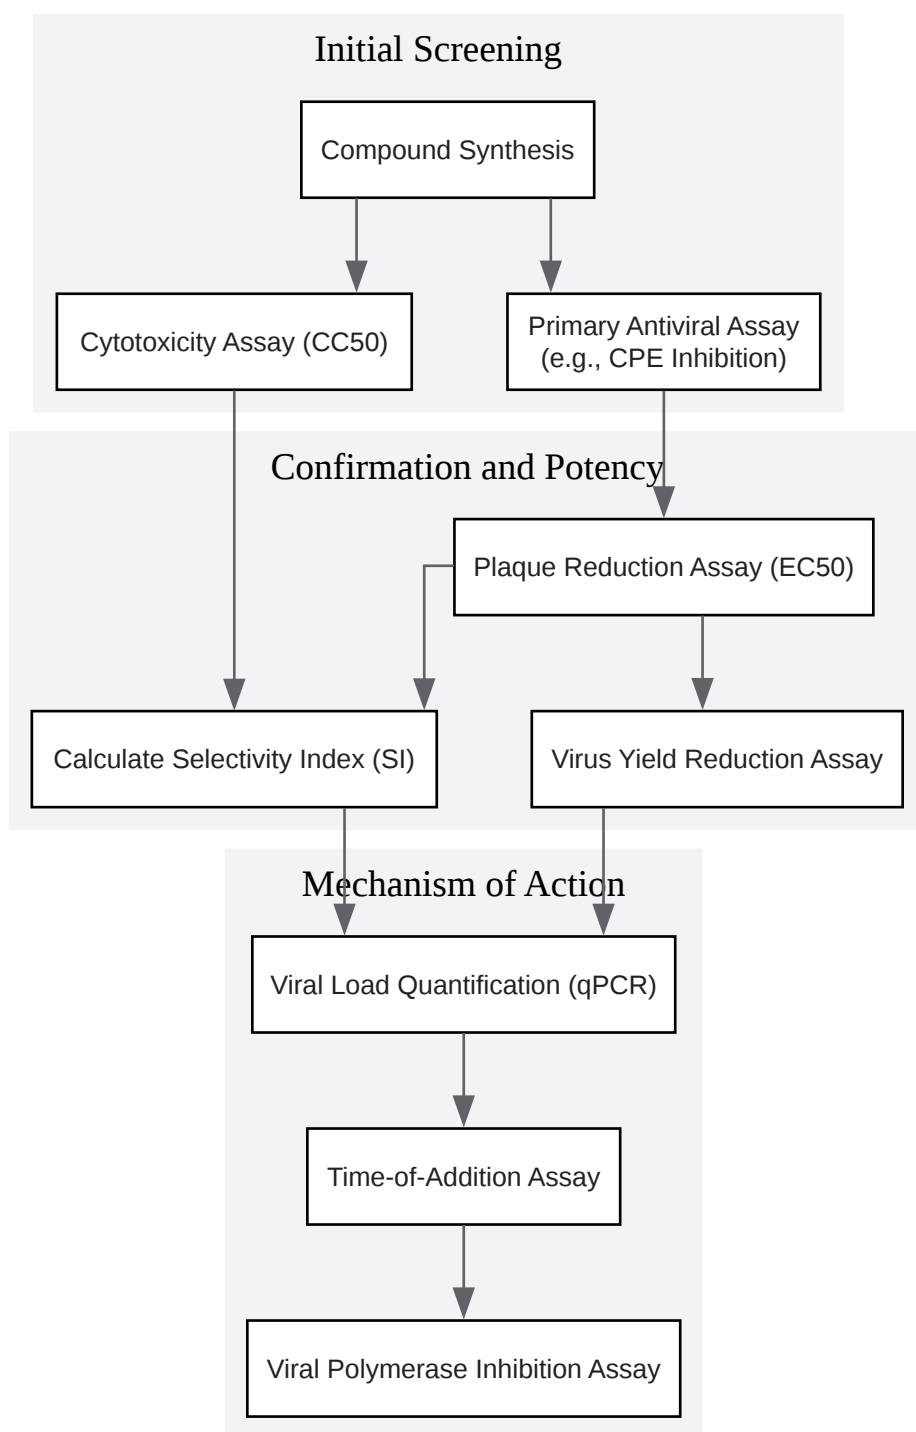 Initial Screening
Compound Synthesis
Cytotoxicity Assay (CC50)
Primary Antiviral Assay
(e.g., CPE Inhibition)
Confirmation and Potency
Plaque Reduction Assay (EC50)
Calculate Selectivity Index (SI)
Virus Yield Reduction Assay
Mechanism of Action
Viral Load Quantification (qPCR)
Time-of-Addition Assay
Viral Polymerase Inhibition Assay